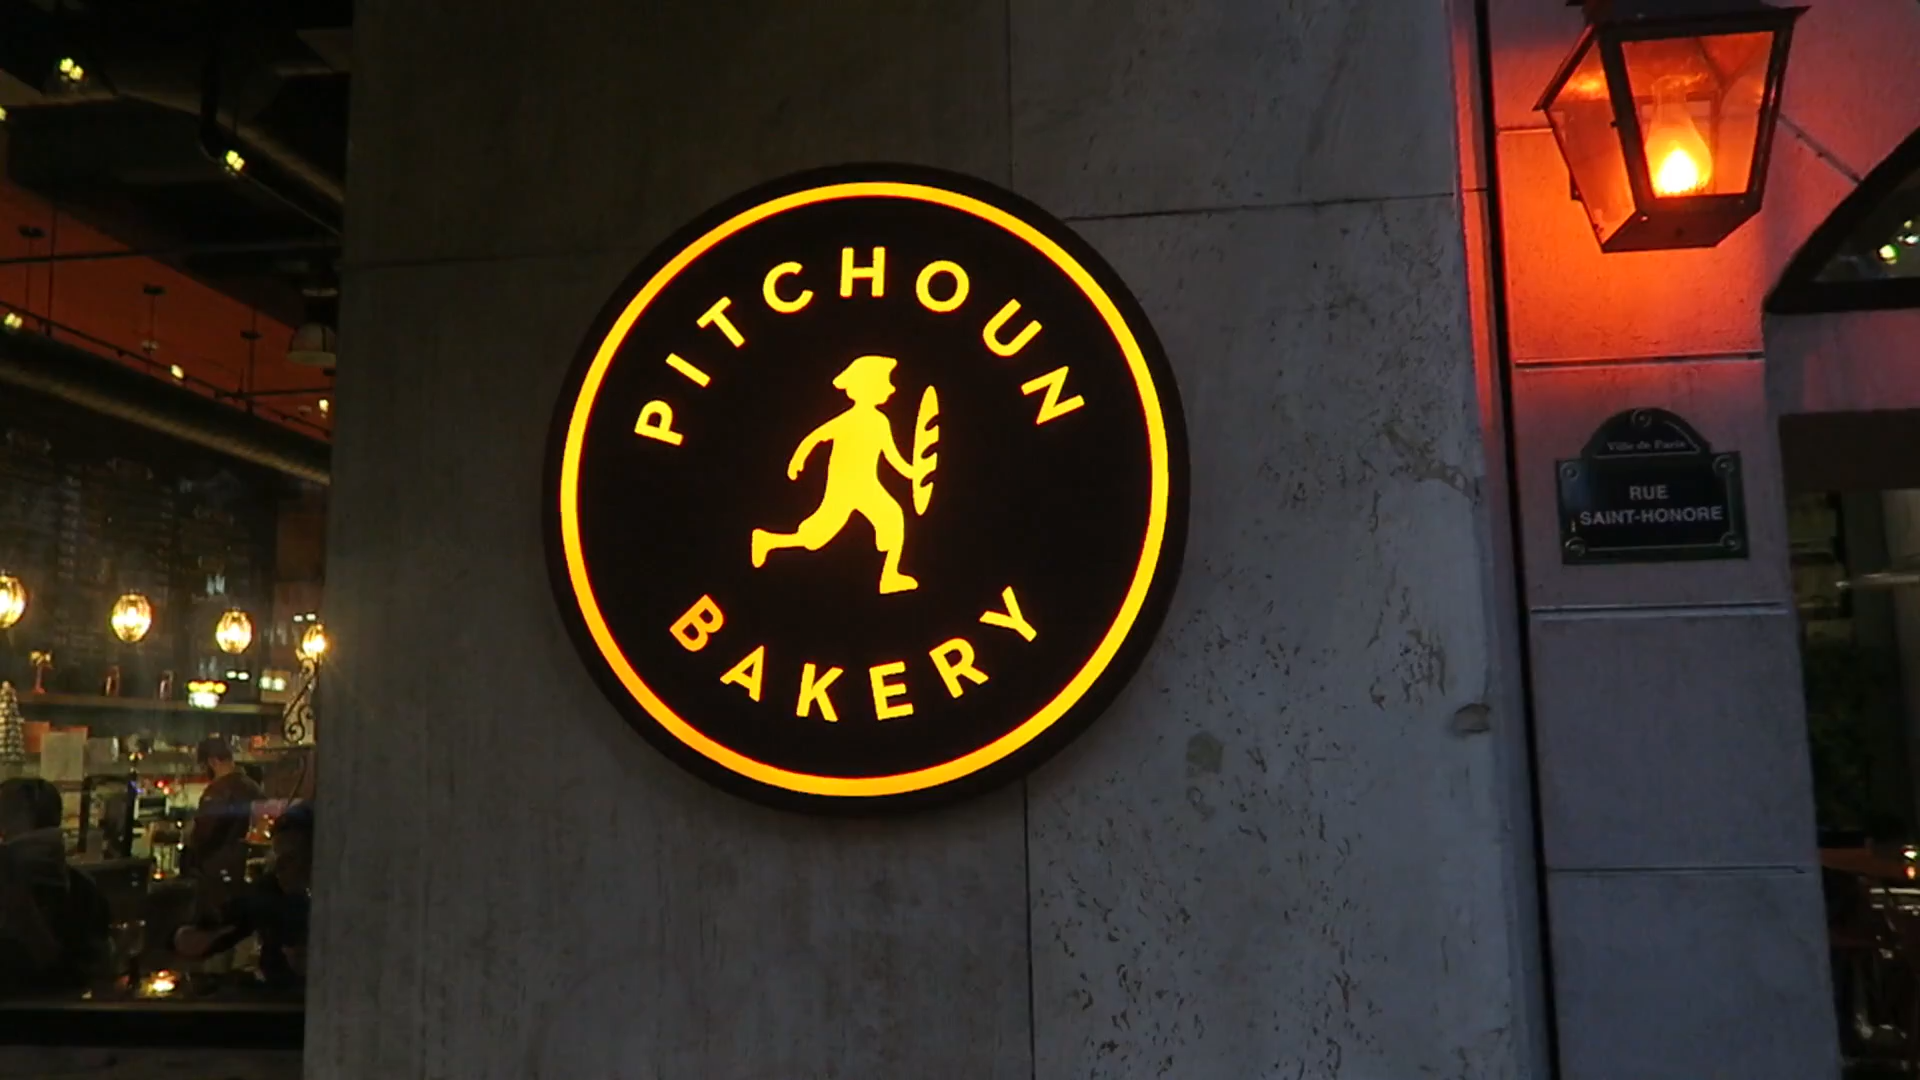 PITCHOUN
BAKERY
Ville de Paris
RUE
SAINT-HONORE